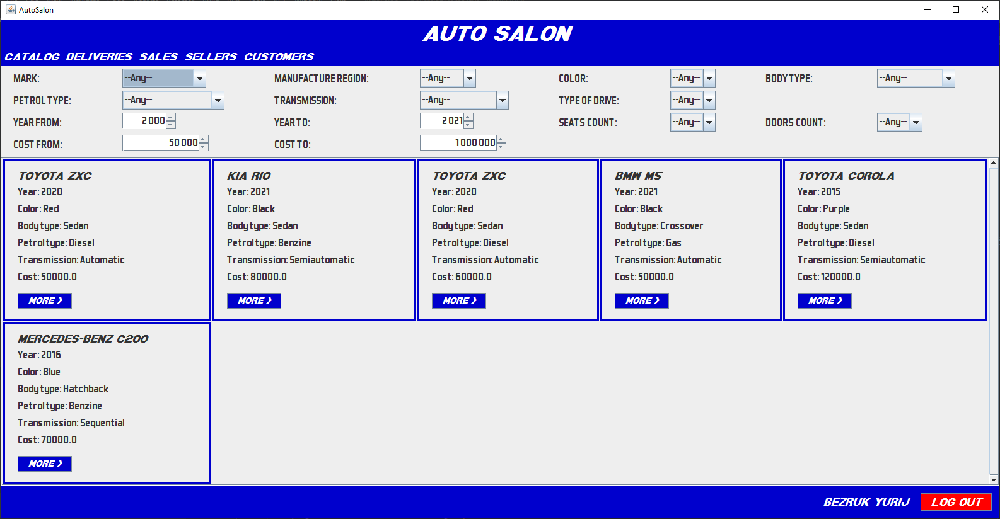 AutoSalon
AUTO SALON
CATALOG DELIVERIES SALES SELLERS CUSTOMERS
MARK: --Any-- MANUFACTURE REGION: --Any-- COLOR: --Any-- BODY TYPE: --Any--
PETROL TYPE: --Any-- TRANSMISSION: --Any-- TYPE OF DRIVE: --Any--
YEAR FROM: 2 000 YEAR TO: 2 021 SEATS COUNT: --Any-- DOORS COUNT: --Any--
COST FROM: 50 000 COST TO: 1 000 000
TOYOTA ZXC
Year: 2020
Color: Red
Body type: Sedan
Petrol type: Diesel
Transmission: Automatic
Cost: 50000.0
MORE >
KIA RIO
Year: 2021
Color: Black
Body type: Sedan
Petrol type: Benzine
Transmission: Semiautomatic
Cost: 80000.0
MORE >
TOYOTA ZXC
Year: 2020
Color: Red
Body type: Sedan
Petrol type: Diesel
Transmission: Automatic
Cost: 60000.0
MORE >
BMW M5
Year: 2021
Color: Black
Body type: Crossover
Petrol type: Gas
Transmission: Automatic
Cost: 50000.0
MORE >
TOYOTA COROLA
Year: 2015
Color: Purple
Body type: Sedan
Petrol type: Diesel
Transmission: Semiautomatic
Cost: 120000.0
MORE >
MERCEDES-BENZ C200
Year: 2016
Color: Blue
Body type: Hatchback
Petrol type: Benzine
Transmission: Sequential
Cost: 70000.0
MORE >
BEZRUK YURIJ LOG OUT